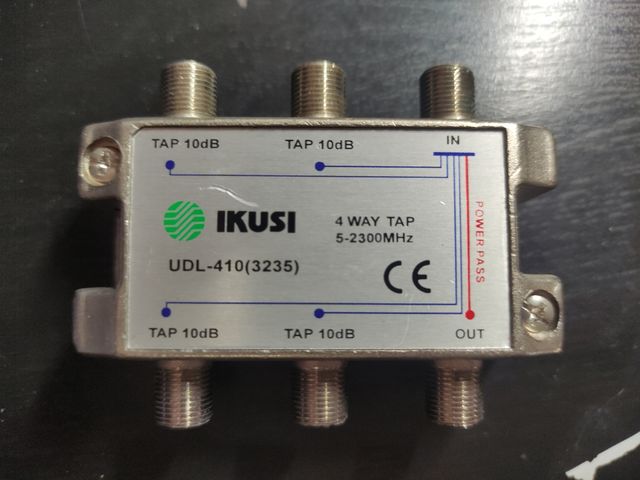 TAP 10dB
TAP 10dB
IN
IKUSI
4 WAY TAP
5-2300MHz
UDL-410(3235)
CE
POWER PASS
TAP 10dB
TAP 10dB
OUT